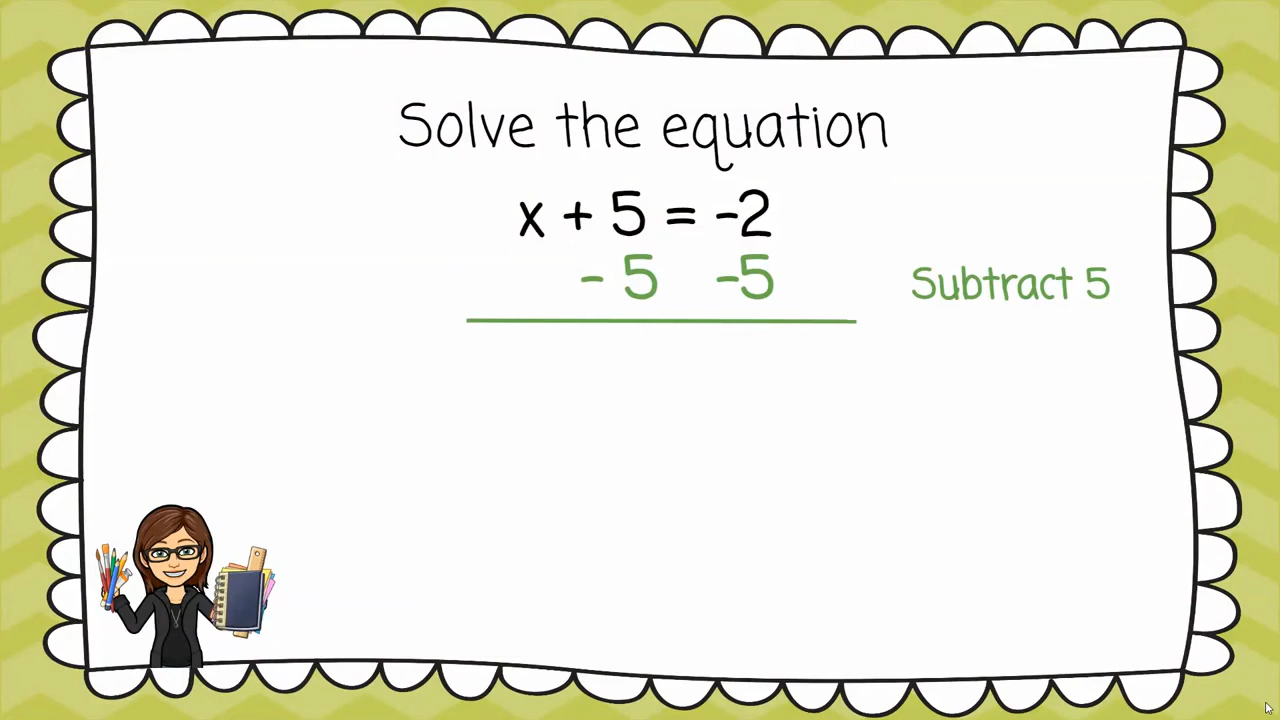 Solve the equation
x + 5 = -2
- 5 -5 Subtract 5